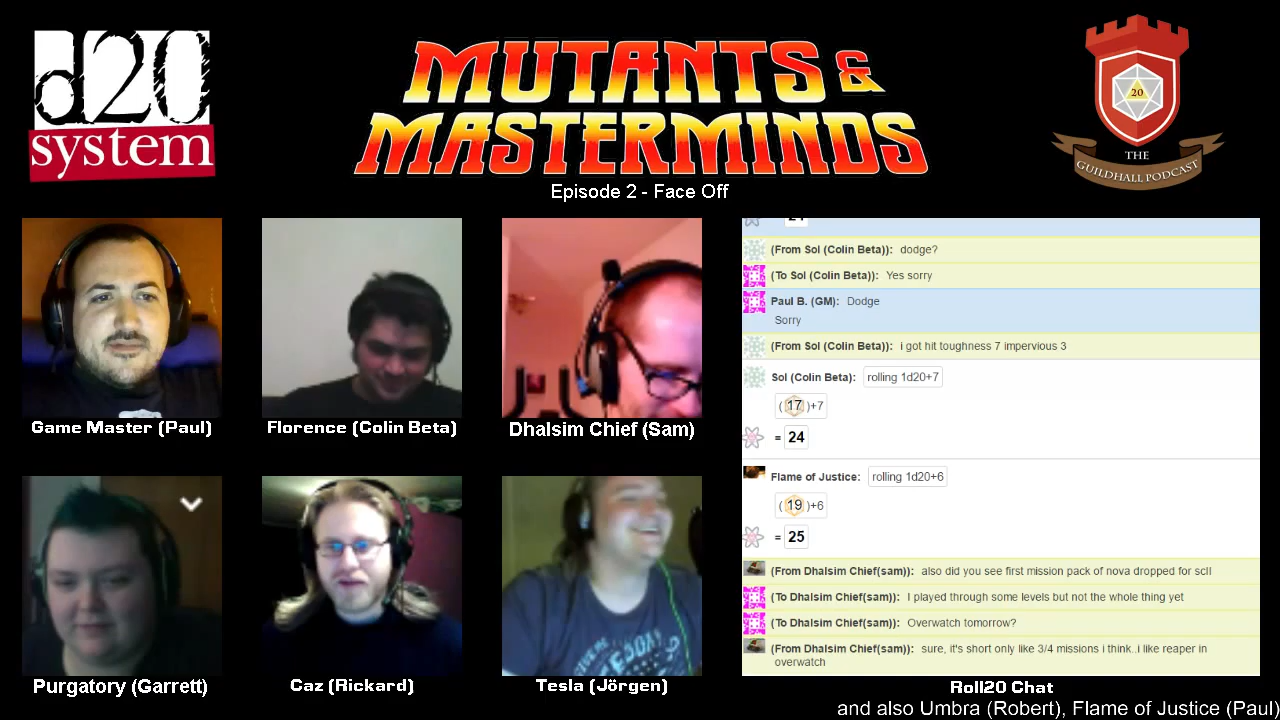 d20
system
MUTANTS &
MASTERMINDS
20
THE
GUILDHALL PODCAST
Episode 2 - Face Off
Game Master (Paul)
Florence (Colin Beta)
Dhalsim Chief (Sam)
Purgatory (Garrett)
Caz (Rickard)
Tesla (Jörgen)
(From Sol (Colin Beta)): dodge?
(To Sol (Colin Beta)): Yes sorry
Paul B. (GM): Dodge
Sorry
(From Sol (Colin Beta)): i got hit toughness 7 impervious 3
Sol (Colin Beta): rolling 1d20+7
(17)+7
= 24
Flame of Justice: rolling 1d20+6
(19)+6
= 25
(From Dhalsim Chief(sam)): also did you see first mission pack of nova dropped for scII
(To Dhalsim Chief(sam)): I played through some levels but not the whole thing yet
(To Dhalsim Chief(sam)): Overwatch tomorrow?
(From Dhalsim Chief(sam)): sure, it's short only like 3/4 missions i think..i like reaper in
overwatch
Roll20 Chat
and also Umbra (Robert), Flame of Justice (Paul)